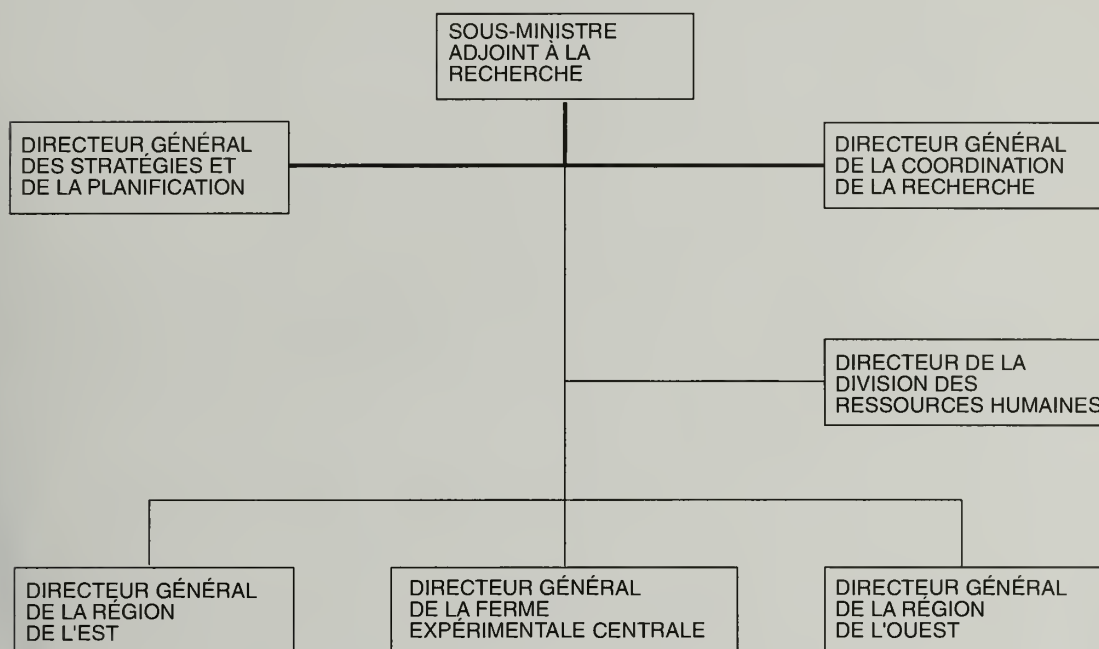 SOUS-MINISTRE
ADJOINT À LA
RECHERCHE
DIRECTEUR GÉNÉRAL
DES STRATÉGIES ET
DE LA PLANIFICATION
DIRECTEUR GÉNÉRAL
DE LA COORDINATION
DE LA RECHERCHE
DIRECTEUR DE LA
DIVISION DES
RESSOURCES HUMAINES
DIRECTEUR GÉNÉRAL
DE LA RÉGION
DE L'EST
DIRECTEUR GÉNÉRAL
DE LA FERME
EXPÉRIMENTALE CENTRALE
DIRECTEUR GÉNÉRAL
DE LA RÉGION
DE L'OUEST